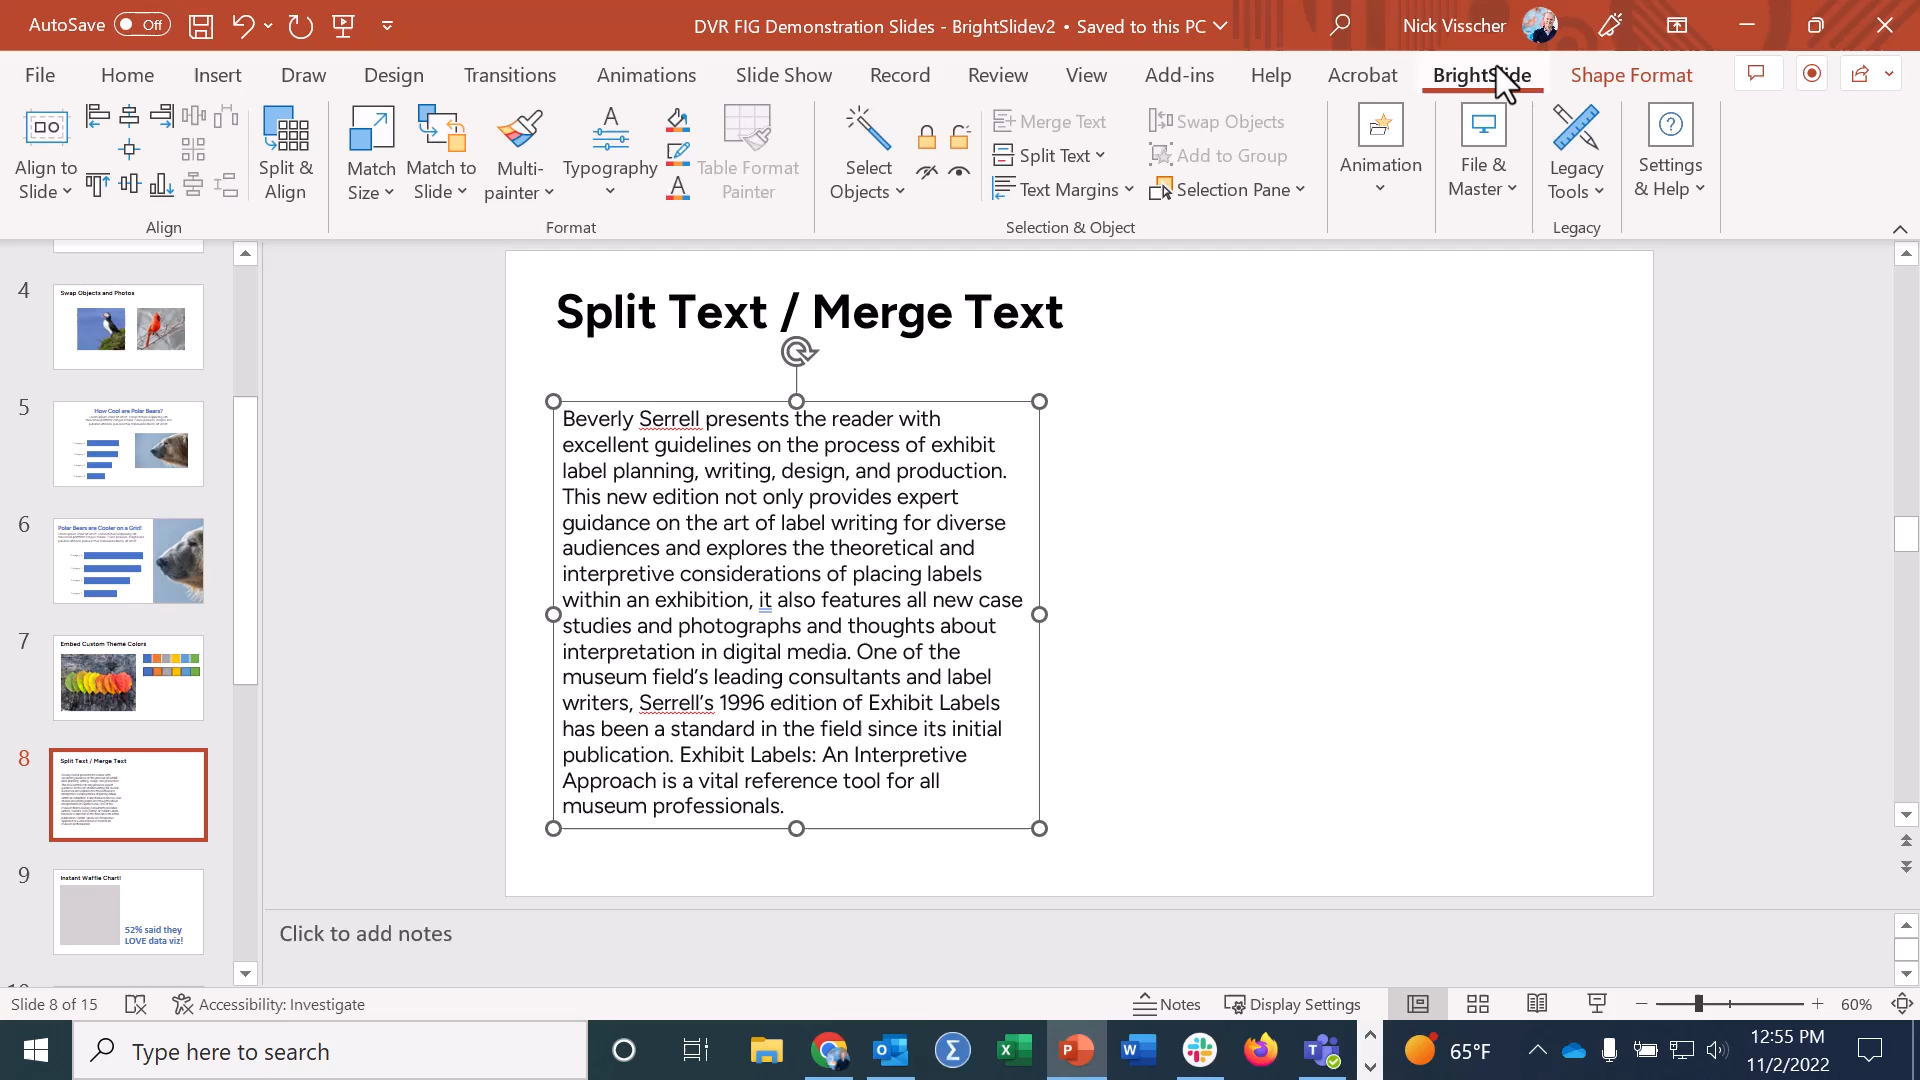 AutoSave Off
DVR FIG Demonstration Slides - BrightSlidev2 • Saved to this PC
Nick Visscher
File Home Insert Draw Design Transitions Animations Slide Show Record Review View Add-ins Help Acrobat BrightSlide Shape Format
Align to Slide
Split & Align
Match Size
Match to Slide
Multi-painter
Typography
Table Format Painter
Select Objects
Merge Text
Split Text
Text Margins
Swap Objects
Add to Group
Selection Pane
Animation
File & Master
Legacy Tools
Settings & Help
Align
Format
Selection & Object
Legacy
4
Swap Objects and Photos
5
How Cool are Polar Bears?
6
Polar Bears are Cooler on a Grid!
7
Embed Custom Theme Colors
8
Split Text / Merge Text
9
Instant Waffle Chart!
52% said they
LOVE data viz!
Split Text / Merge Text
Beverly Serrell presents the reader with
excellent guidelines on the process of exhibit
label planning, writing, design, and production.
This new edition not only provides expert
guidance on the art of label writing for diverse
audiences and explores the theoretical and
interpretive considerations of placing labels
within an exhibition, it also features all new case
studies and photographs and thoughts about
interpretation in digital media. One of the
museum field’s leading consultants and label
writers, Serrell’s 1996 edition of Exhibit Labels
has been a standard in the field since its initial
publication. Exhibit Labels: An Interpretive
Approach is a vital reference tool for all
museum professionals.
Click to add notes
Slide 8 of 15
Accessibility: Investigate
Notes
Display Settings
60%
Type here to search
65°F
12:55 PM
11/2/2022